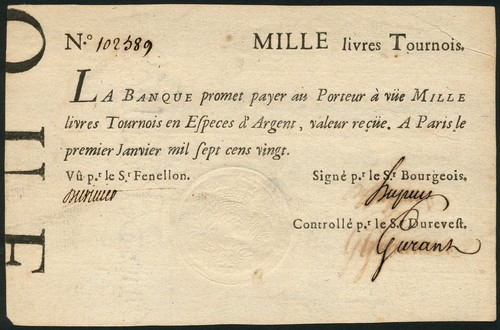 N.o 102589 MILLE livres Tournois.
LA BANQUE promet payer au Porteur à vüe MILLE
livres Tournois en Especes d'Argent, valeur reçüe. A Paris le
premier Janvier mil sept cens vingt.
Vû p.r le S.r Fenellon. Signé p.r le S.r Bourgeois.
Controllé p.r le S.r Durevest.
Gurant